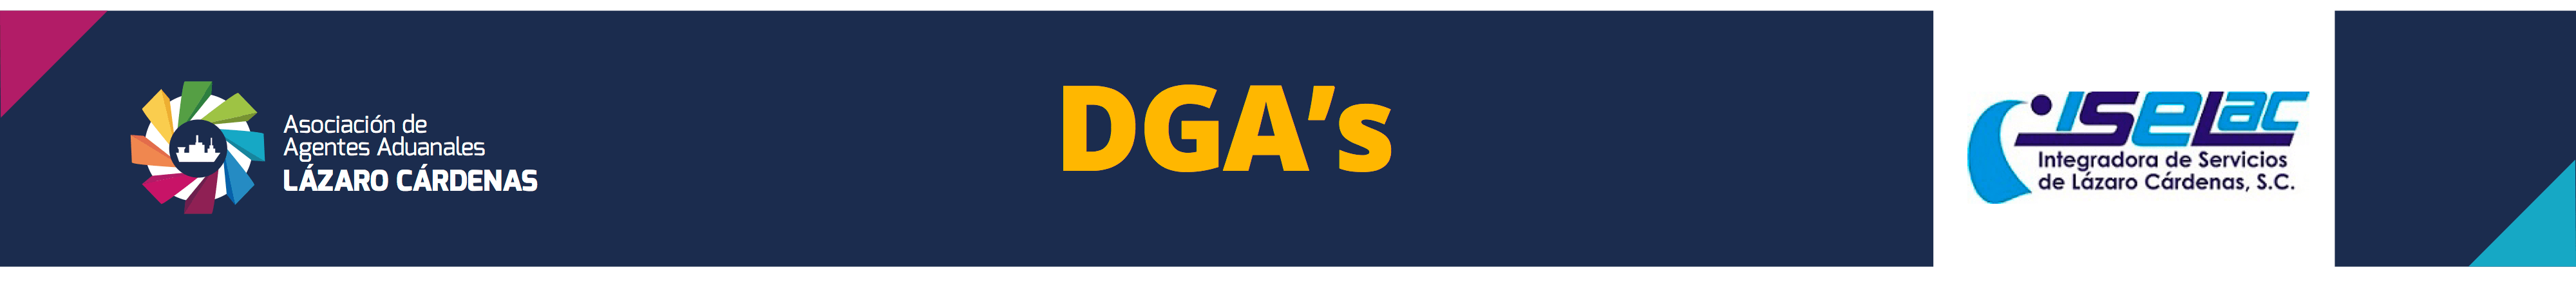 Asociación de
Agentes Aduanales
LÁZARO CÁRDENAS
DGA’s
ISELAC
Integradora de Servicios
de Lázaro Cárdenas, S.C.